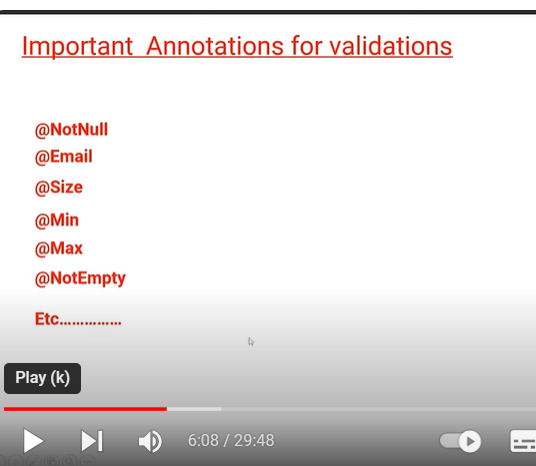 Important Annotations for validations
@NotNull
@Email
@Size
@Min
@Max
@NotEmpty
Etc...............
Play (k)
6:08 / 29:48